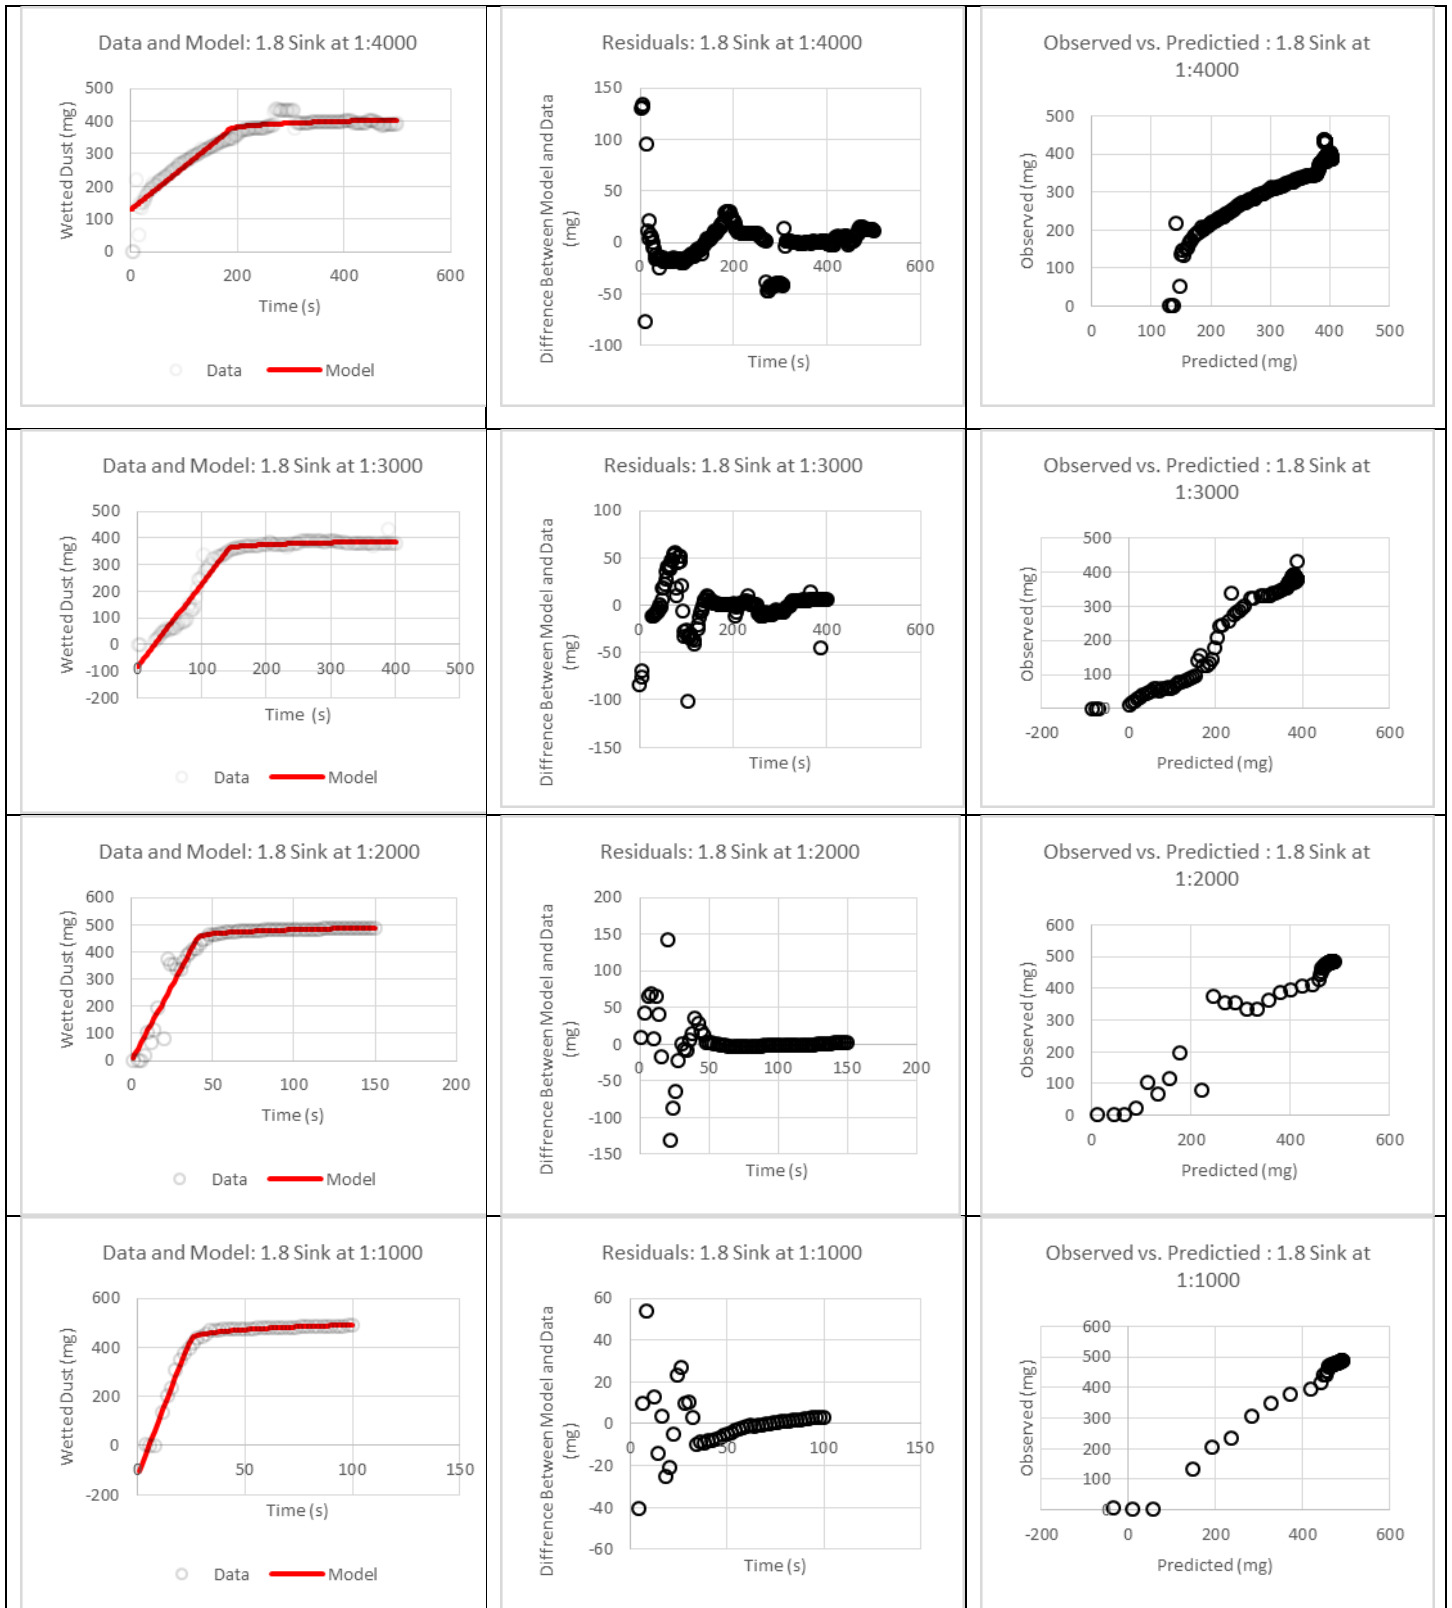 Data and Model: 1.8 Sink at 1:4000
Wetted Dust (mg)
500
400
300
200
100
0
0 200 400 600
Time (s)
Data Model
Residuals: 1.8 Sink at 1:4000
Diffrence Between Model and Data
(mg)
150
100
50
0
-50
-100
0 200 400 600
Time (s)
Observed vs. Predictied : 1.8 Sink at
1:4000
Observed (mg)
500
400
300
200
100
0
0 100 200 300 400 500
Predicted (mg)
Data and Model: 1.8 Sink at 1:3000
Wetted Dust (mg)
500
400
300
200
100
0
-100
-200
0 100 200 300 400 500
Time (s)
Data Model
Residuals: 1.8 Sink at 1:3000
Diffrence Between Model and Data
(mg)
100
50
0
-50
-100
-150
0 200 400 600
Time (s)
Observed vs. Predictied : 1.8 Sink at
1:3000
Observed (mg)
500
400
300
200
100
0
-200 0 200 400 600
Predicted (mg)
Data and Model: 1.8 Sink at 1:2000
Wetted Dust (mg)
600
500
400
300
200
100
0
0 50 100 150 200
Time (s)
Data Model
Residuals: 1.8 Sink at 1:2000
Diffrence Between Model and Data
(mg)
200
150
100
50
0
-50
-100
-150
0 50 100 150 200
Time (s)
Observed vs. Predictied : 1.8 Sink at
1:2000
Observed (mg)
600
500
400
300
200
100
0
0 200 400 600
Predicted (mg)
Data and Model: 1.8 Sink at 1:1000
Wetted Dust (mg)
600
400
200
0
-200
0 50 100 150
Time (s)
Data Model
Residuals: 1.8 Sink at 1:1000
Diffrence Between Model and Data
(mg)
60
40
20
0
-20
-40
-60
0 50 100 150
Time (s)
Observed vs. Predictied : 1.8 Sink at
1:1000
Observed (mg)
600
500
400
300
200
100
0
-200 0 200 400 600
Predicted (mg)